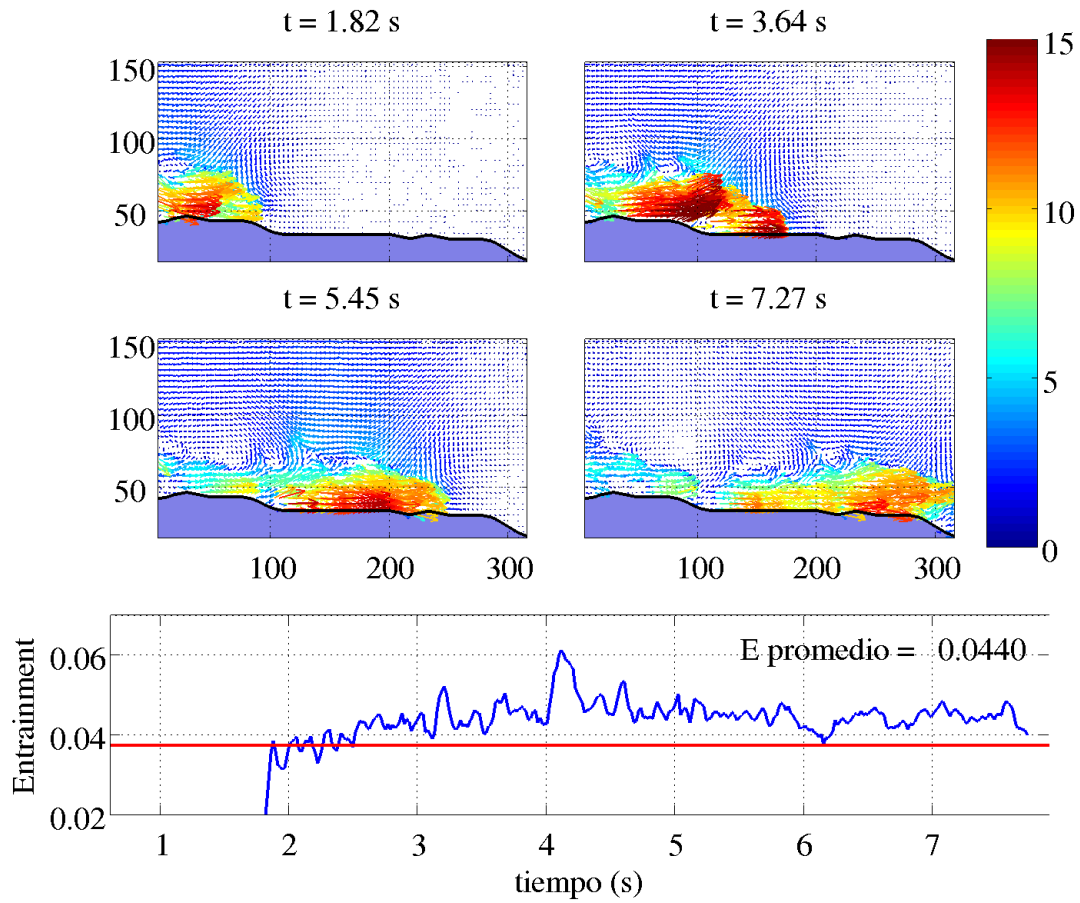 t = 1.82 s
t = 3.64 s
150
100
50
15
10
5
0
t = 5.45 s
t = 7.27 s
150
100
50
100 200 300
100 200 300
Entrainment
0.06
0.04
0.02
E promedio = 0.0440
1 2 3 4 5 6 7
tiempo (s)